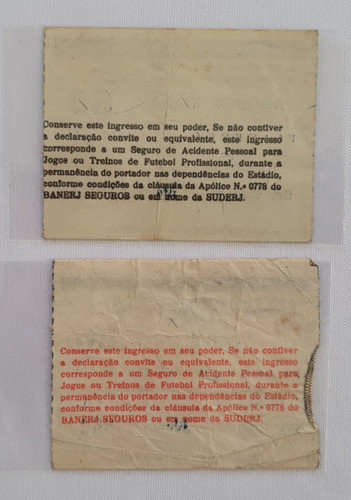 Conserve este ingresso em seu poder. Se não contiver
a declaração convite ou equivalente, este ingresso
corresponde a um Seguro de Acidente Pessoal para
Jogos ou Treinos de Futebol Profissional, durante a
permanência do portador nas dependências do Estádio,
conforme condições da cláusula da Apólice N.º 0778 do
BANERJ SEGUROS ou em nome da SUDERJ.
Conserve este ingresso em seu poder. Se não contiver
a declaração convite ou equivalente, este ingresso
corresponde a um Seguro de Acidente Pessoal para
Jogos ou Treinos de Futebol Profissional, durante a
permanência do portador nas dependências do Estádio,
conforme condições da cláusula da Apólice N.º 0778 do
BANERJ SEGUROS ou em nome da SUDERJ.